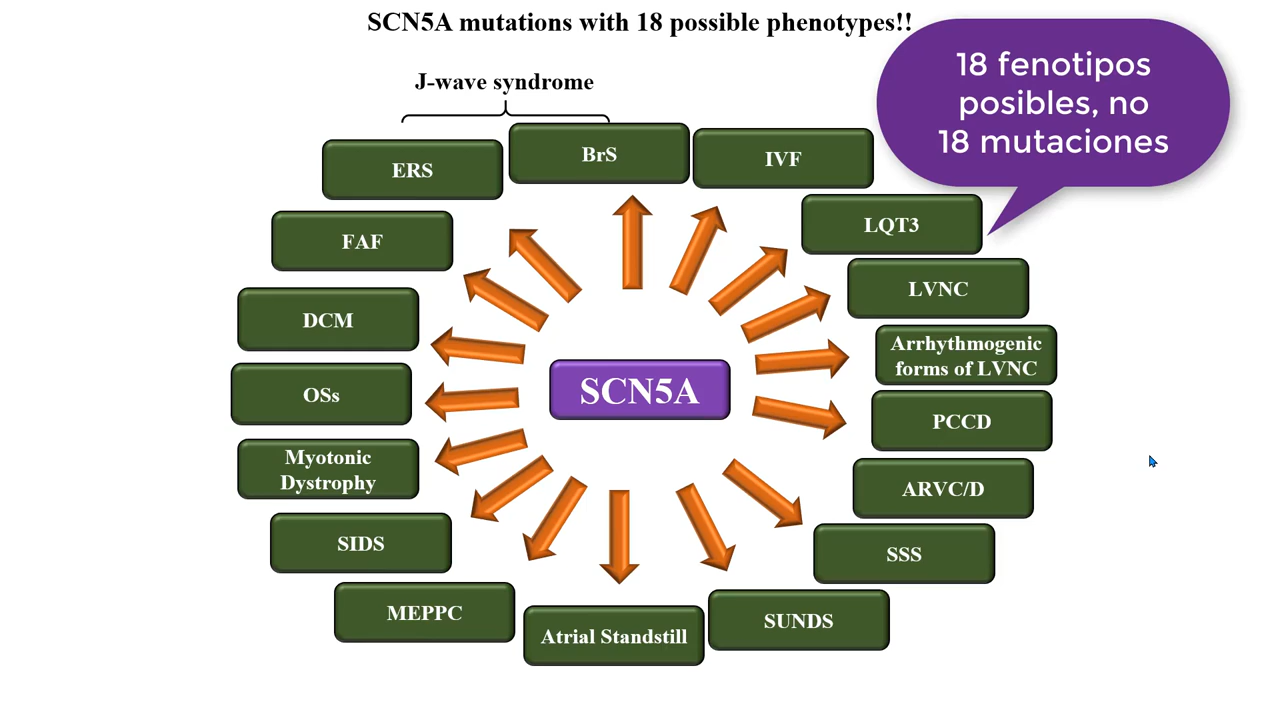 SCN5A mutations with 18 possible phenotypes!!
18 fenotipos
posibles, no
18 mutaciones
J-wave syndrome
ERS
BrS
IVF
LQT3
LVNC
Arrhythmogenic
forms of LVNC
PCCD
ARVC/D
SSS
SUNDS
Atrial Standstill
MEPPC
SIDS
Myotonic
Dystrophy
OSs
DCM
FAF
SCN5A